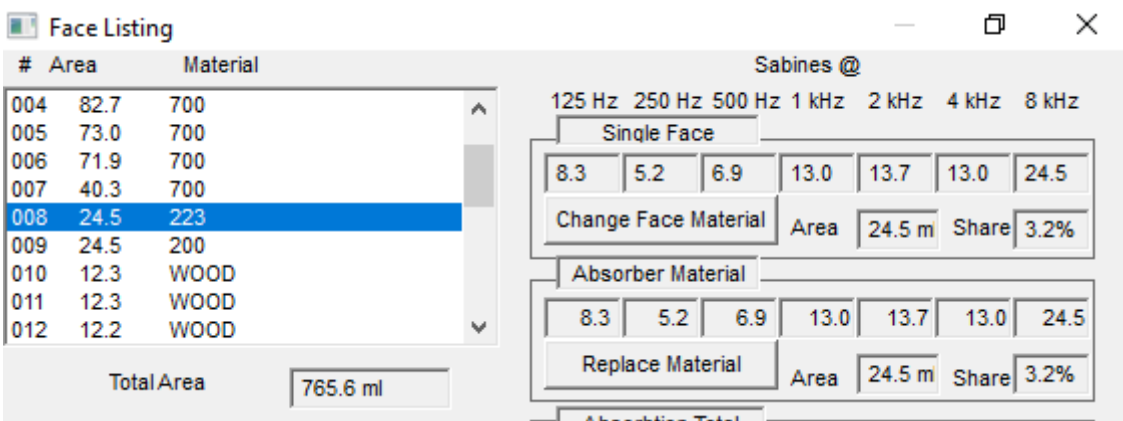 Face Listing
# Area Material
Sabines @
125 Hz 250 Hz 500 Hz 1 kHz 2 kHz 4 kHz 8 kHz
004 82.7 700
005 73.0 700
006 71.9 700
007 40.3 700
008 24.5 223
009 24.5 200
010 12.3 WOOD
011 12.3 WOOD
012 12.2 WOOD
Total Area 765.6 ml
Single Face
8.3 5.2 6.9 13.0 13.7 13.0 24.5
Change Face Material Area 24.5 m Share 3.2%
Absorber Material
8.3 5.2 6.9 13.0 13.7 13.0 24.5
Replace Material Area 24.5 m Share 3.2%
Absorbtion Total